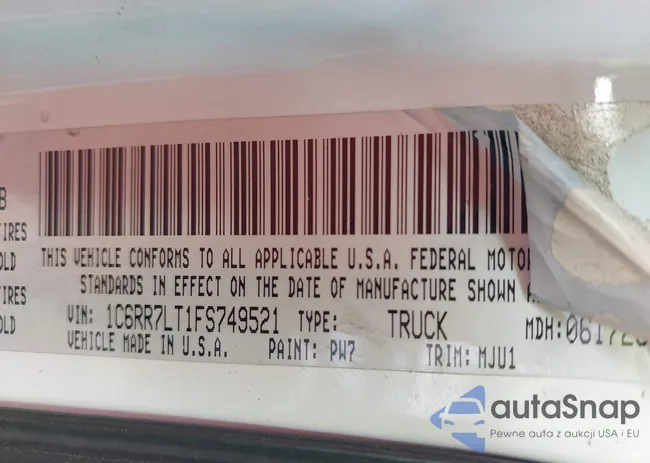 B
IRES
OLD
THIS VEHICLE CONFORMS TO ALL APPLICABLE U.S.A. FEDERAL MOTO
IRES
STANDARDS IN EFFECT ON THE DATE OF MANUFACTURE SHOWN A
OLD
VIN: 1C6RR7LT1FS749521 TYPE: TRUCK MDH: 061723
VEHICLE MADE IN U.S.A. PAINT: PW7 TRIM: MJU1
autaSnap
Pewne auta z aukcji USA i EU